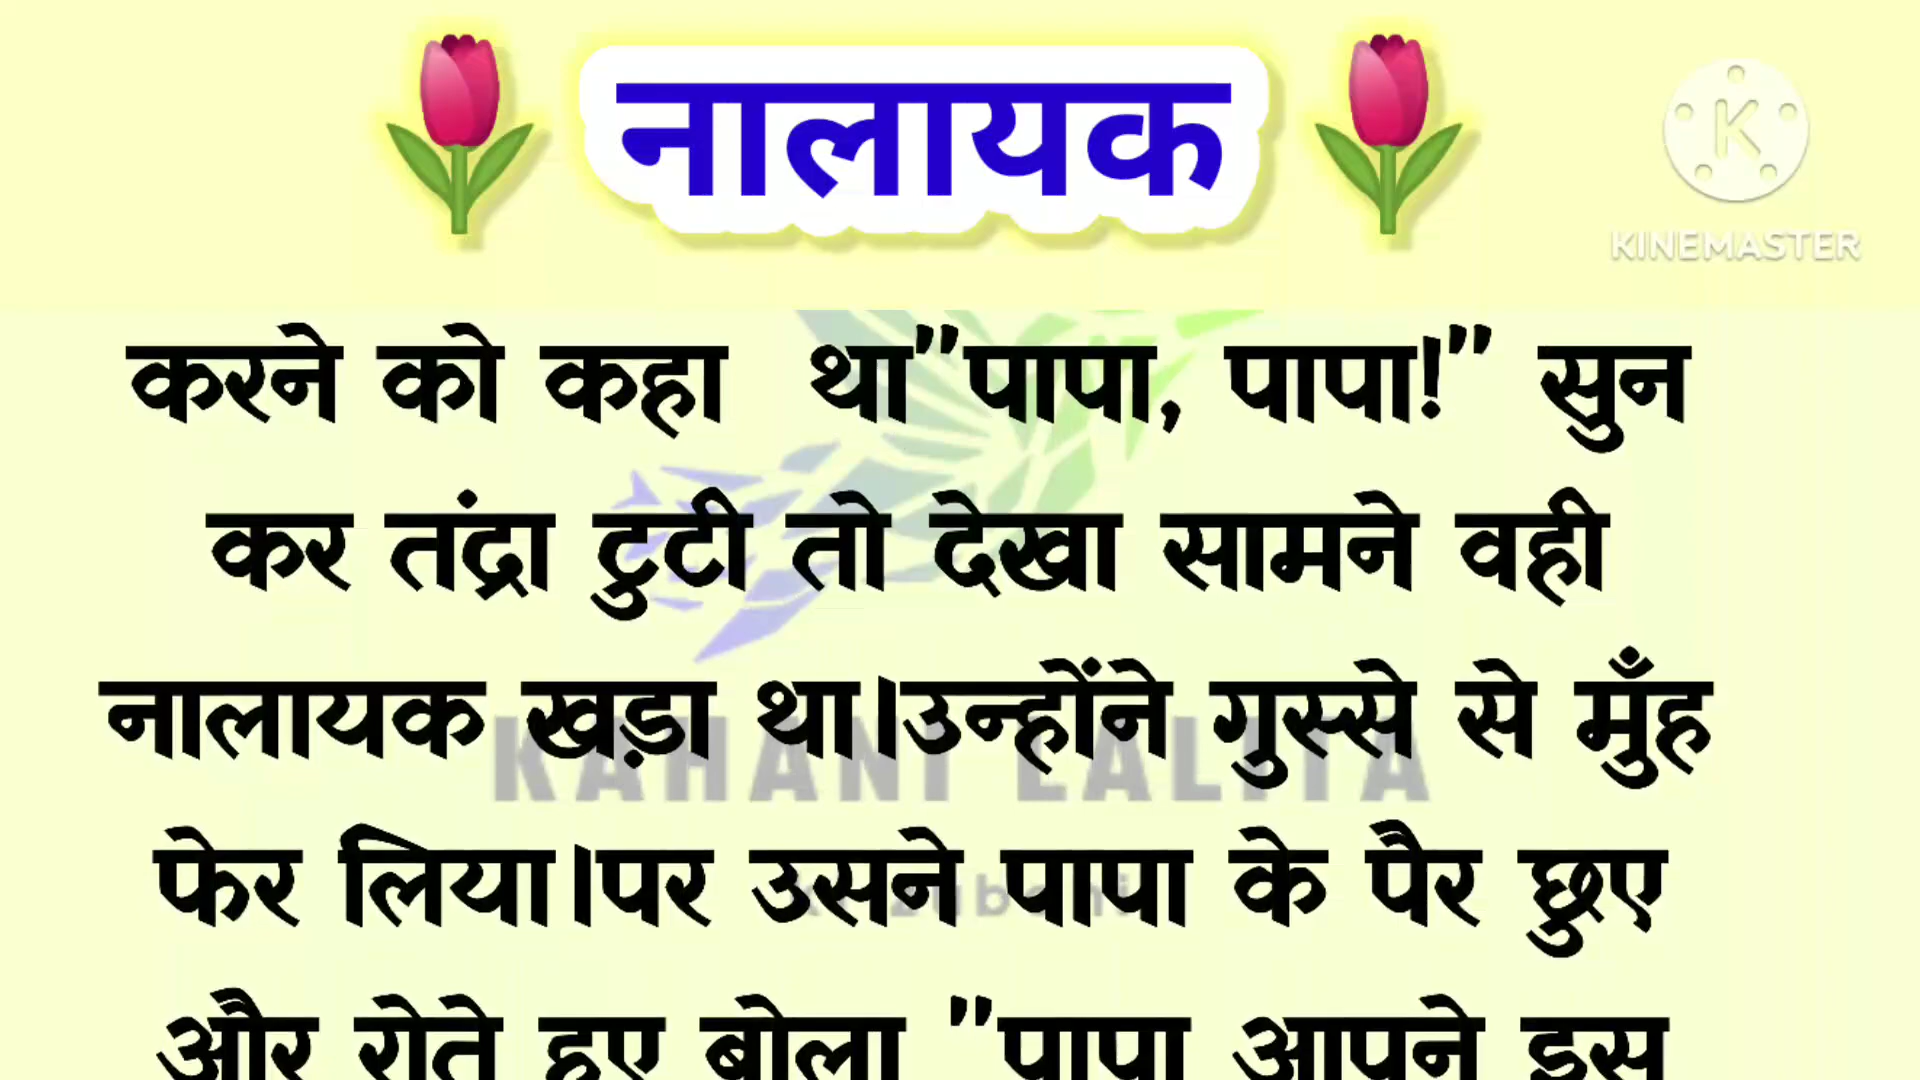 नालायक
KINEMASTER
करने को कहा था"पापा, पापा!" सुन
कर तंद्रा टुटी तो देखा सामने वही
नालायक खड़ा था।उन्होंने गुस्से से मुँह
KAHANI LALITA
फेर लिया।पर उसने पापा के पैर छुए
और रोते हुए बोला "पापा आपने इस